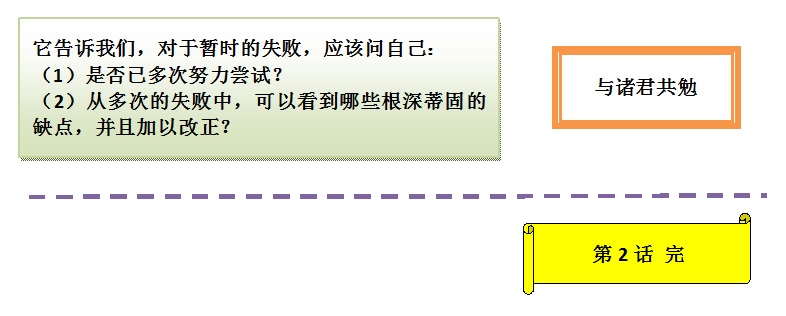 它告诉我们，对于暂时的失败，应该问自己：
（1）是否已多次努力尝试？
（2）从多次的失败中，可以看到哪些根深蒂固的
缺点，并且加以改正？
与诸君共勉
第 2 话 完